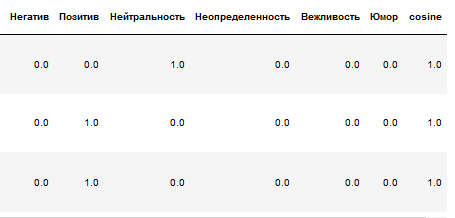 Негатив Позитив Нейтральность Неопределенность Вежливость Юмор cosine
0.0 0.0 1.0 0.0 0.0 0.0 1.0
0.0 1.0 0.0 0.0 0.0 0.0 1.0
0.0 1.0 0.0 0.0 0.0 0.0 1.0